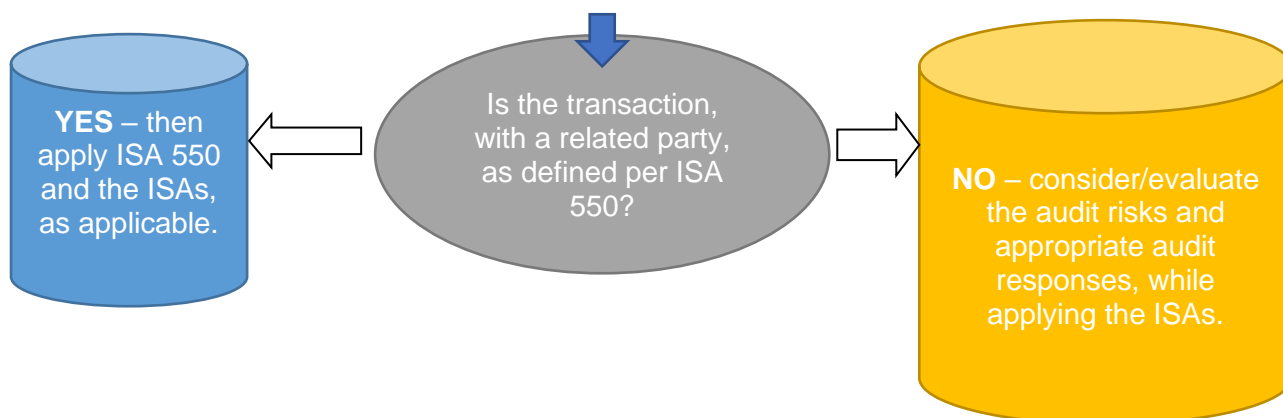 YES – then
apply ISA 550
and the ISAs,
as applicable.
Is the transaction,
with a related party,
as defined per ISA
550?
NO – consider/evaluate
the audit risks and
appropriate audit
responses, while
applying the ISAs.